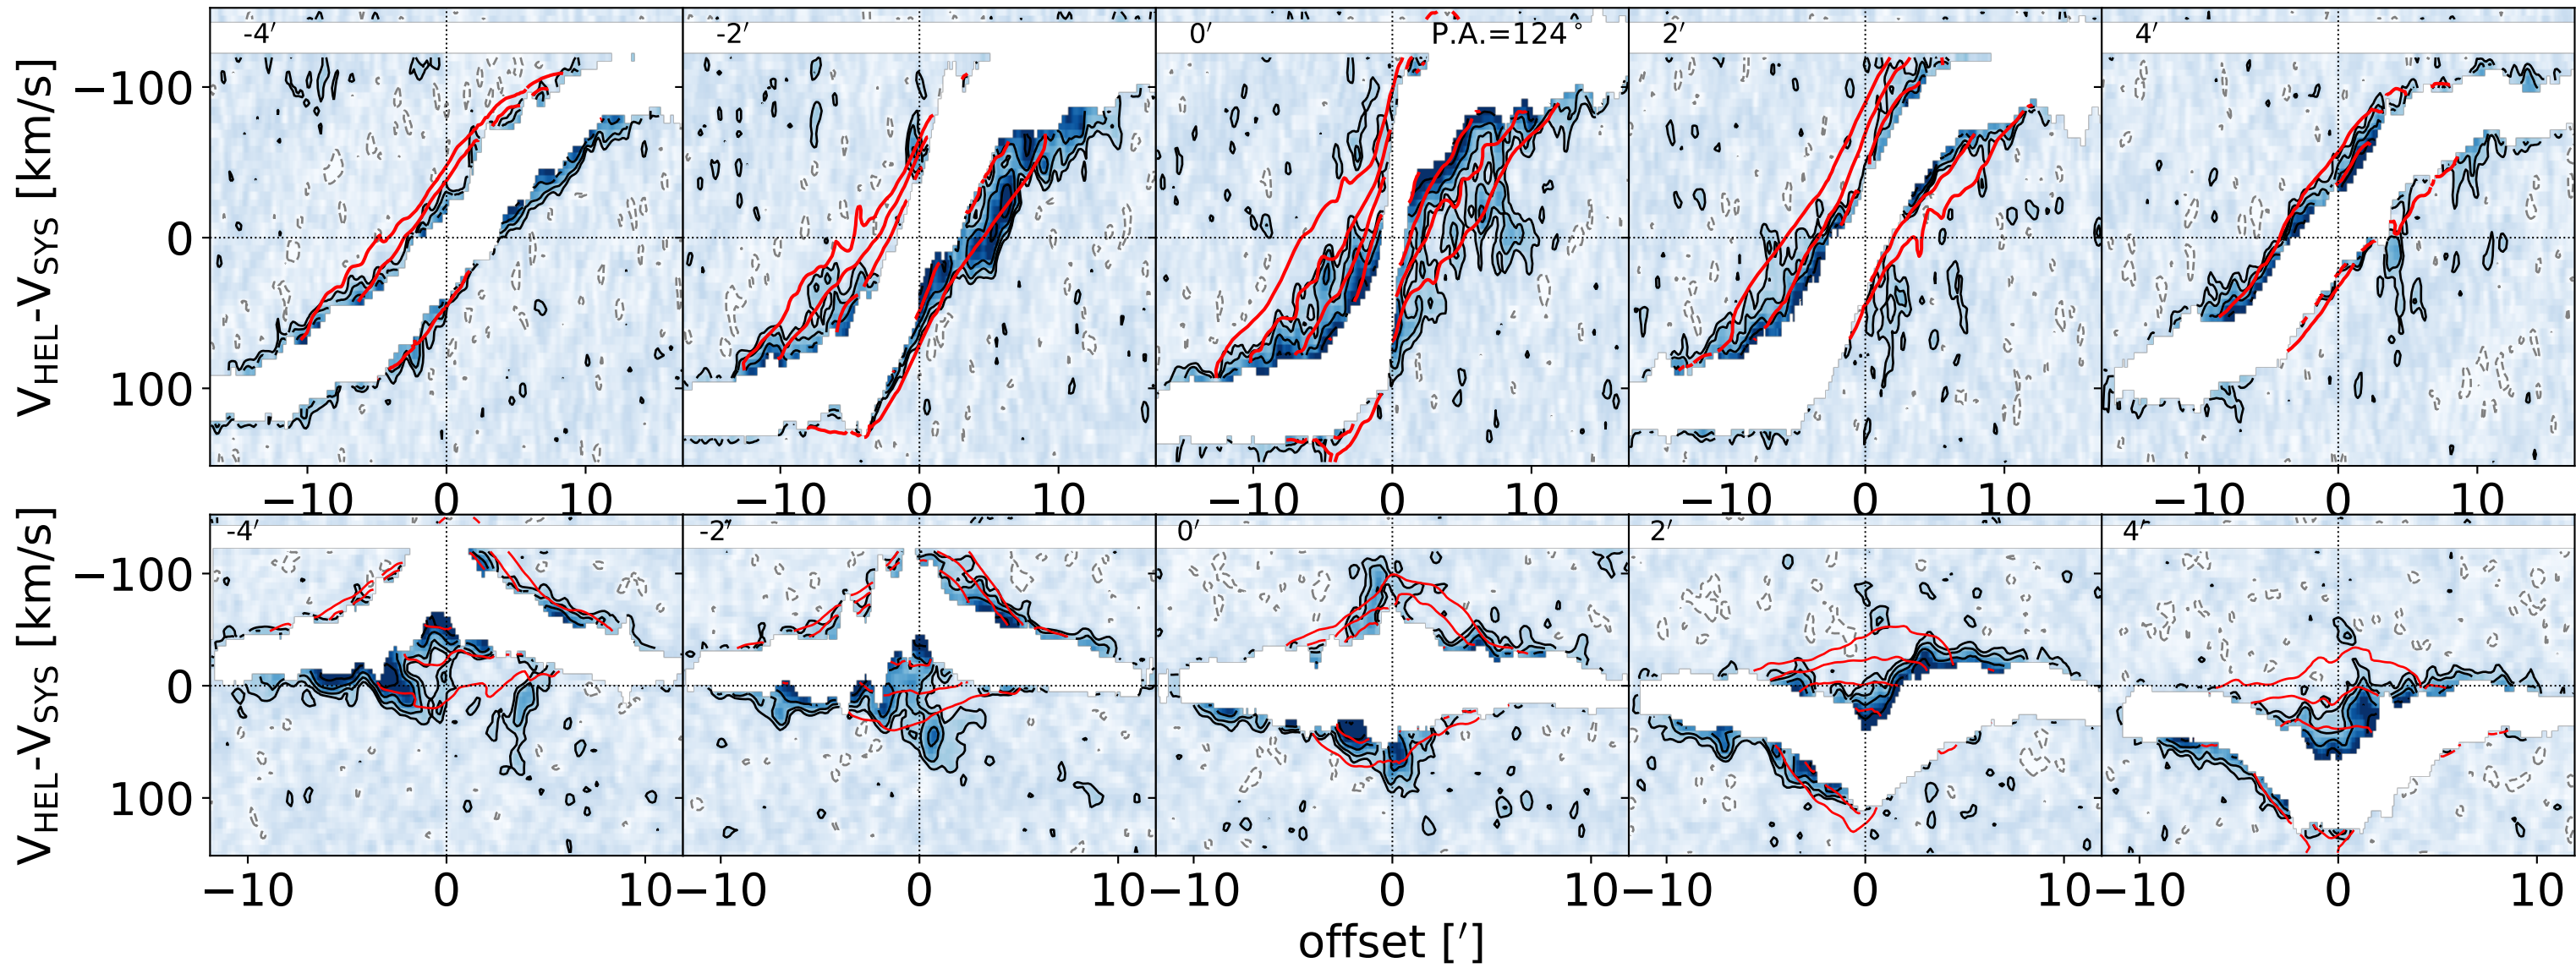 -4′ -2′ 0′ P.A.=124° 2′ 4′
V_HEL-V_SYS [km/s]
−100
0
100
−10 0 10 −10 0 10 −10 0 10 −10 0 10 −10 0 10
-4′ -2′ 0′ 2′ 4′
V_HEL-V_SYS [km/s]
−100
0
100
−10 0 10 −10 0 10 −10 0 10 −10 0 10 −10 0 10
offset [′]